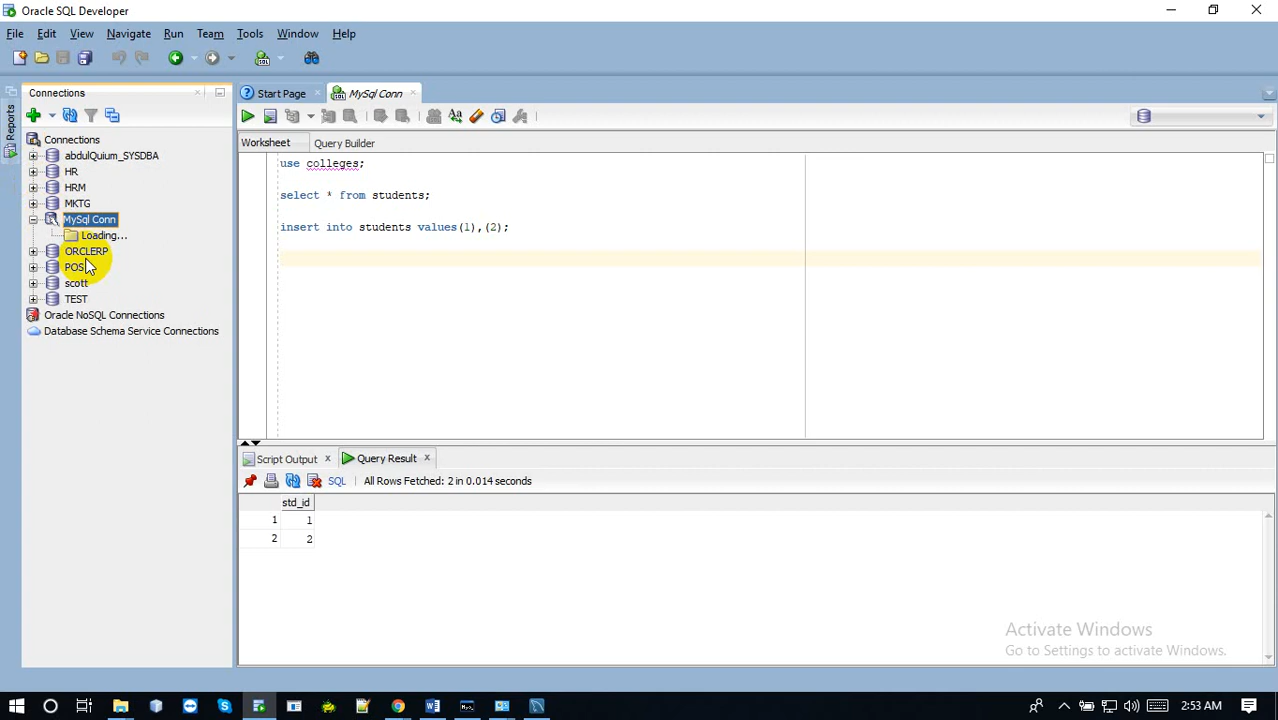 Oracle SQL Developer
File Edit View Navigate Run Team Tools Window Help
Connections
Start Page
MySql Conn
Reports
Worksheet
Query Builder
Connections
abdulQuium_SYSDBA
HR
HRM
MKTG
MySql Conn
Loading...
ORCLERP
POS
scott
TEST
Oracle NoSQL Connections
Database Schema Service Connections
use colleges;
select * from students;
insert into students values(1),(2);
Script Output
Query Result
SQL
All Rows Fetched: 2 in 0.014 seconds
std_id
1 1
2 2
Activate Windows
Go to Settings to activate Windows.
2:53 AM